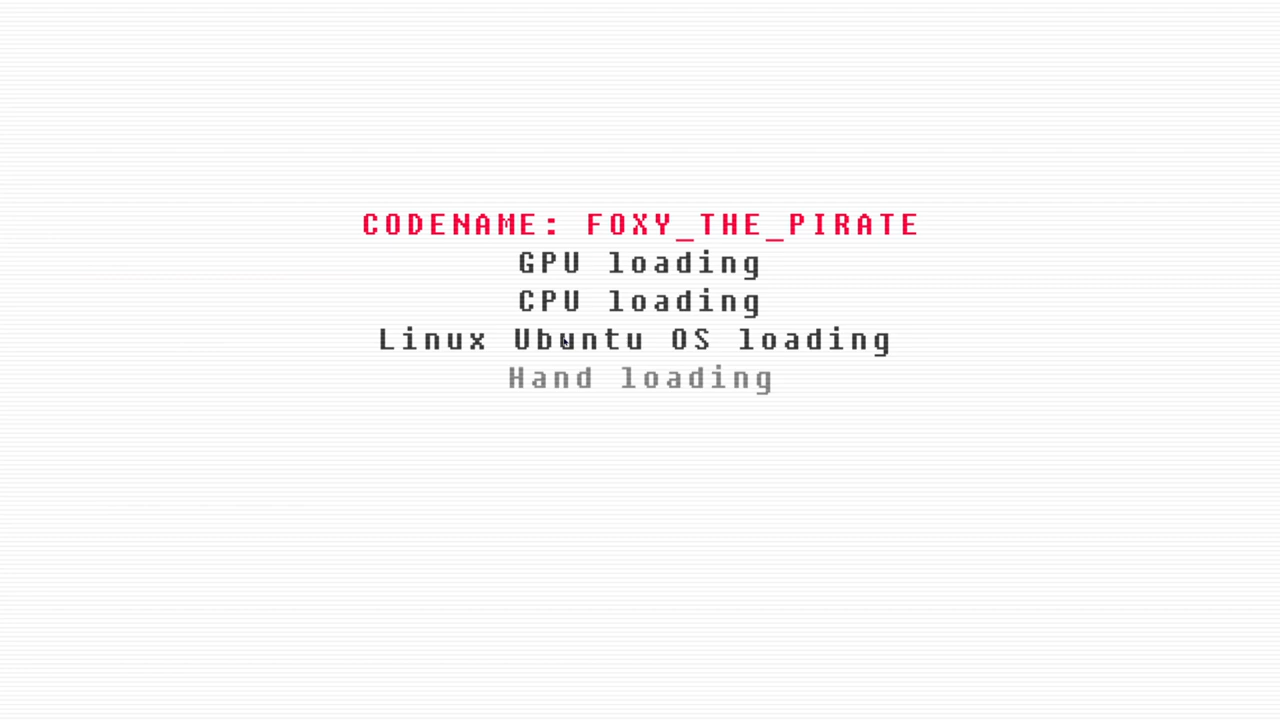 CODENAME: FOXY_THE_PIRATE
GPU loading
CPU loading
Linux Ubuntu OS loading
Hand loading